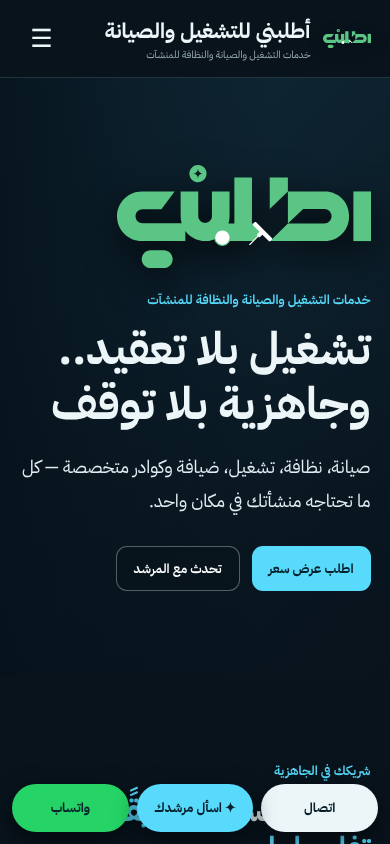 اطلبني
أطلبني للتشغيل والصيانة
خدمات التشغيل والصيانة والنظافة للمنشآت
اطلبني
خدمات التشغيل والصيانة والنظافة للمنشآت
تشغيل بلا تعقيد..
وجاهزية بلا توقف
صيانة، نظافة، تشغيل، ضيافة وكوادر متخصصة — كل
ما تحتاجه منشأتك في مكان واحد.
اطلب عرض سعر
تحدث مع المرشد
شريكك في الجاهزية
اتصال
✦ اسأل مرشدك
واتساب